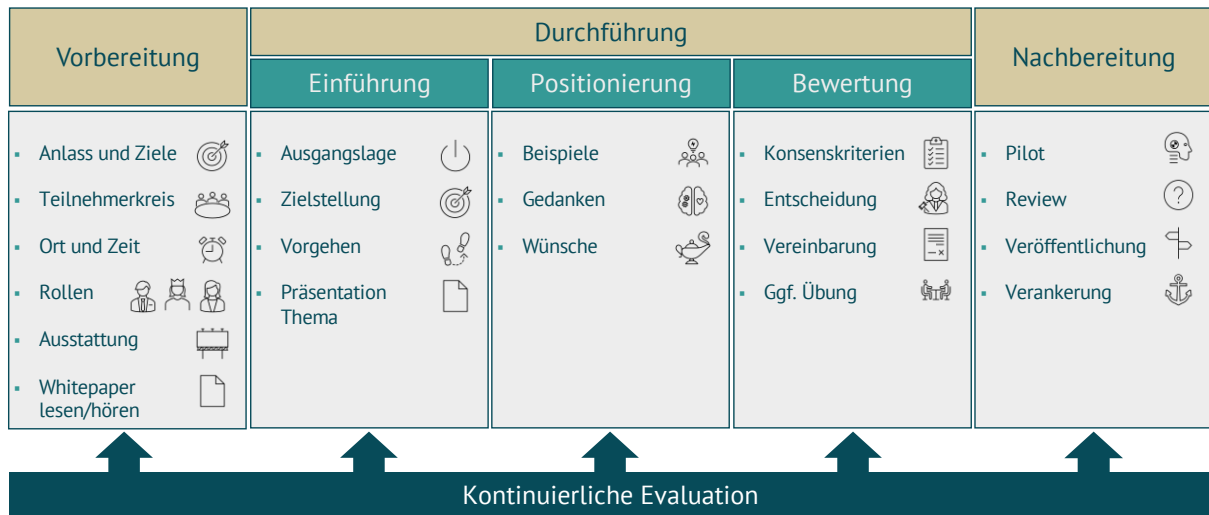 Vorbereitung
Durchführung
Einführung
Positionierung
Bewertung
Nachbereitung
Anlass und Ziele
Teilnehmerkreis
Ort und Zeit
Rollen
Ausstattung
Whitepaper
lesen/hören
Ausgangslage
Zielstellung
Vorgehen
Präsentation
Thema
Beispiele
Gedanken
Wünsche
Konsenskriterien
Entscheidung
Vereinbarung
Ggf. Übung
Pilot
Review
Veröffentlichung
Verankerung
Kontinuierliche Evaluation